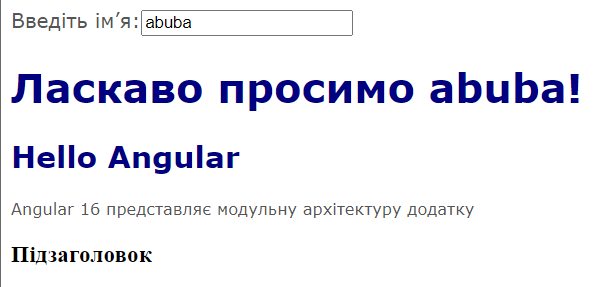 Введіть ім’я: abuba
Ласкаво просимо abuba!
Hello Angular
Angular 16 представляє модульну архітектуру додатку
Підзаголовок